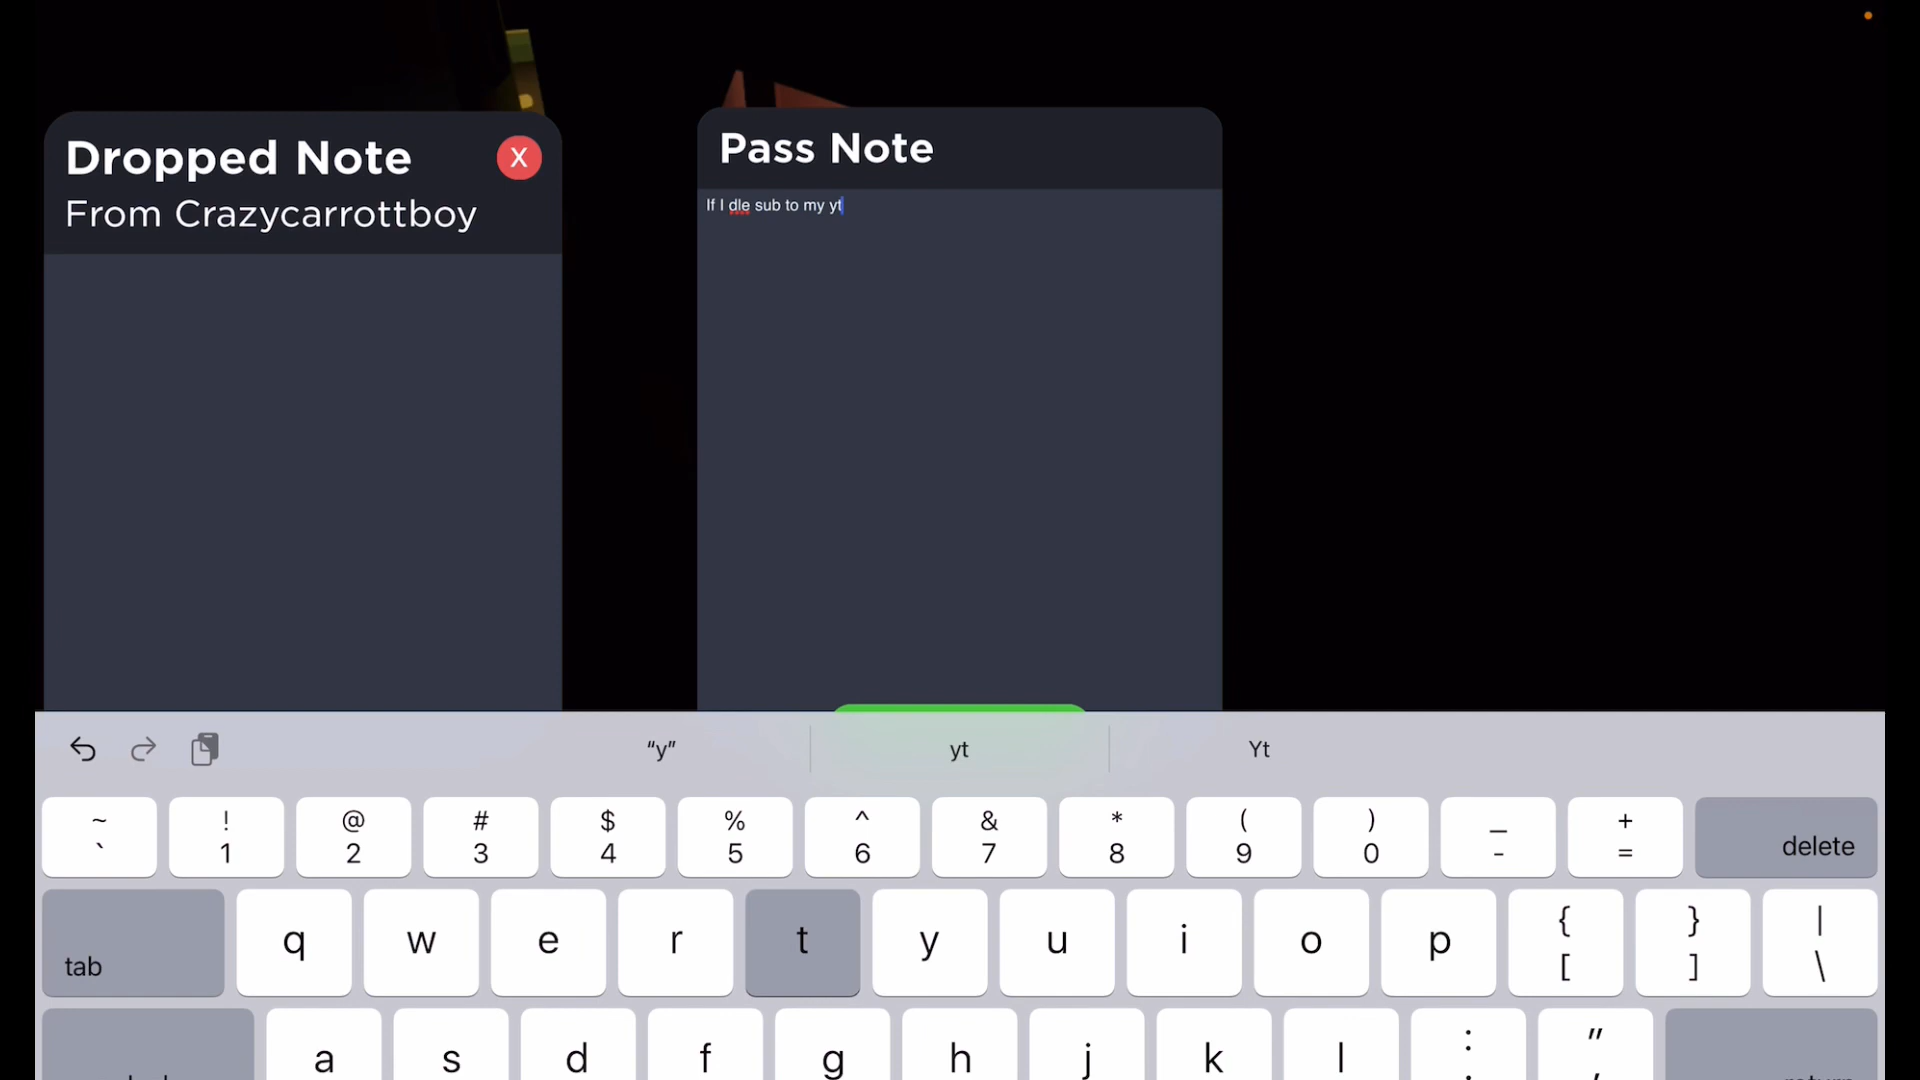 Dropped Note
X
From Crazycarrottboy
Pass Note
If I dle sub to my yt
“y”
yt
Yt
~ ! @ # $ % ^ & * ( ) _ +
` 1 2 3 4 5 6 7 8 9 0 - = delete
tab q w e r t y u i o p { [ } ] | \
a s d f g h j k l : "